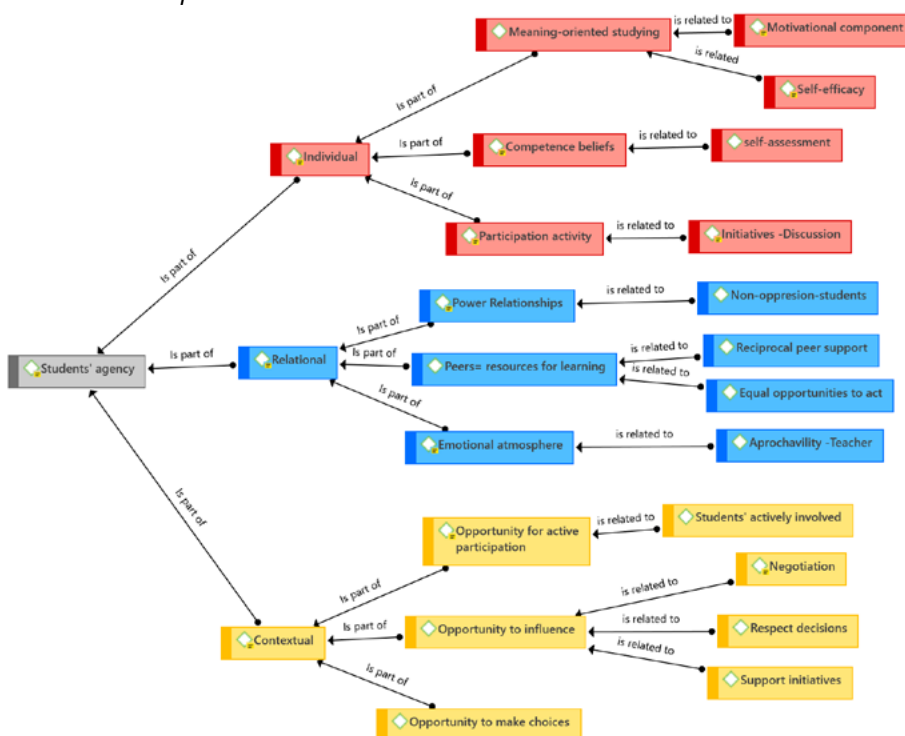 Meaning-oriented studying
is related to
Motivational component
is related
Self-efficacy
Is part of
Individual
Is part of
Competence beliefs
is related to
self-assessment
Is part of
Participation activity
is related to
Initiatives -Discussion
Is part of
Power Relationships
is related to
Non-oppresion-students
Is part of
Students' agency
Is part of
Relational
Is part of
Peers= resources for learning
is related to
Reciprocal peer support
is related to
Equal opportunities to act
Is part of
Emotional atmosphere
is related to
Aprochavility -Teacher
Is part of
Opportunity for active
participation
is related to
Students' actively involved
Is part of
Contextual
Is part of
Opportunity to influence
is related to
Negotiation
is related to
Respect decisions
is related to
Support initiatives
Is part of
Opportunity to make choices